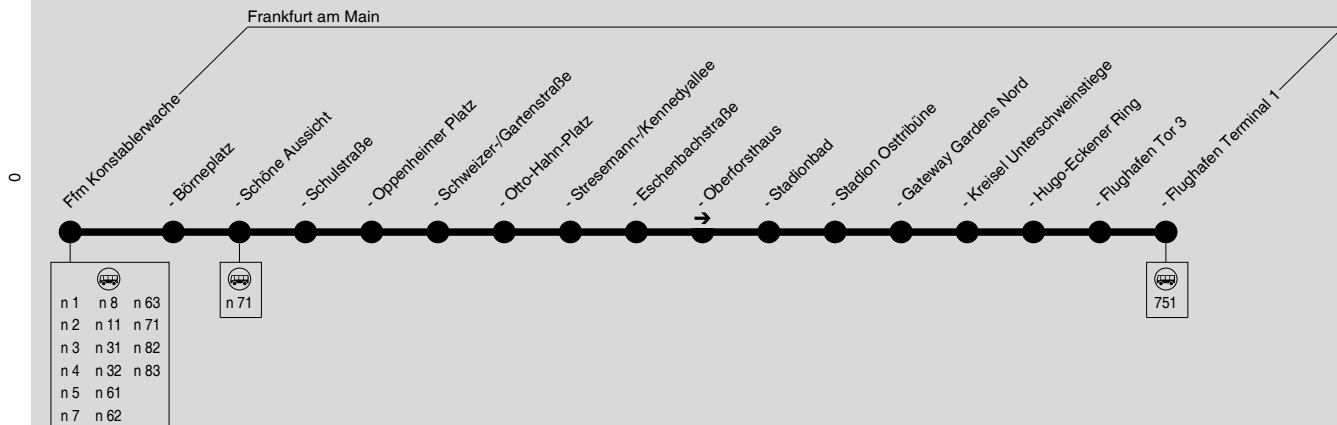 Frankfurt am Main
Ffm Konstablerwache
- Börneplatz
- Schöne Aussicht
- Schulstraße
- Oppenheimer Platz
- Schweizer-/Gartenstraße
- Otto-Hahn-Platz
- Stresemann-/Kennedyallee
- Eschenbachstraße
- Oberforsthaus
- Stadionbad
- Stadion Osttribüne
- Gateway Gardens Nord
- Kreisel Unterschweinstiege
- Hugo-Eckener Ring
- Flughafen Tor 3
- Flughafen Terminal 1
0
➔
n 1 n 8 n 63
n 2 n 11 n 71
n 3 n 31 n 82
n 4 n 32 n 83
n 5 n 61
n 7 n 62
n 71
751